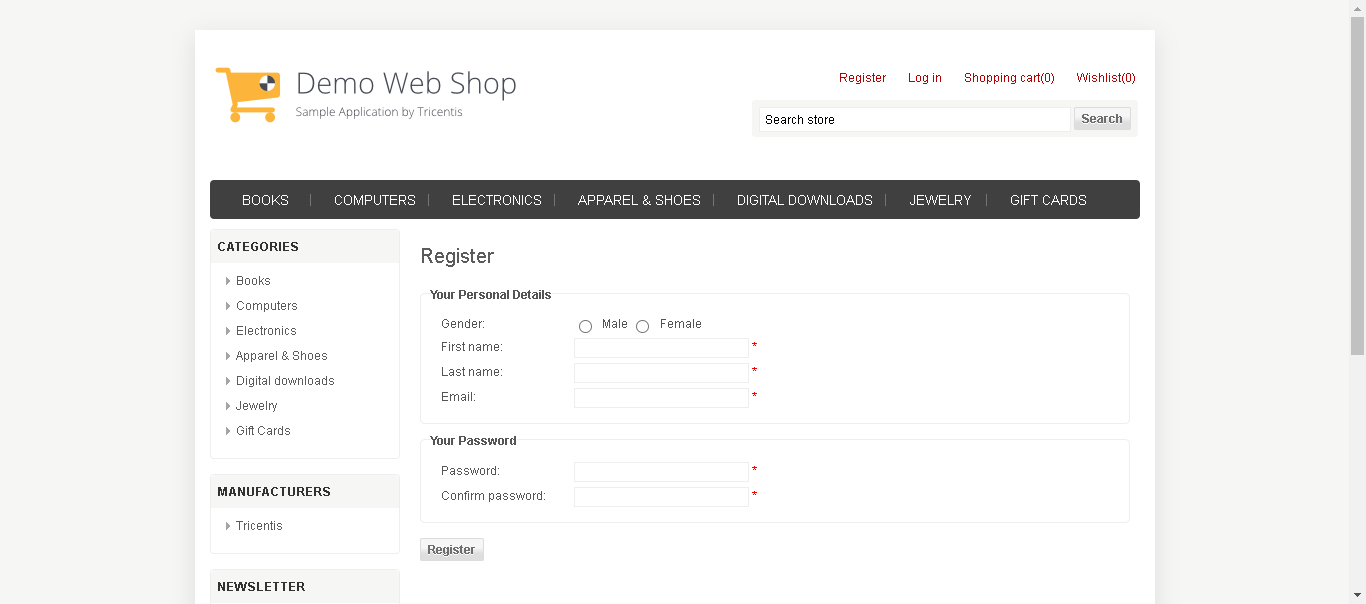 Demo Web Shop
Sample Application by Tricentis
Register Log in Shopping cart(0) Wishlist(0)
Search store Search
BOOKS COMPUTERS ELECTRONICS APPAREL & SHOES DIGITAL DOWNLOADS JEWELRY GIFT CARDS
CATEGORIES
Books
Computers
Electronics
Apparel & Shoes
Digital downloads
Jewelry
Gift Cards
MANUFACTURERS
Tricentis
NEWSLETTER
Register
Your Personal Details
Gender: Male Female
First name: *
Last name: *
Email: *
Your Password
Password: *
Confirm password: *
Register